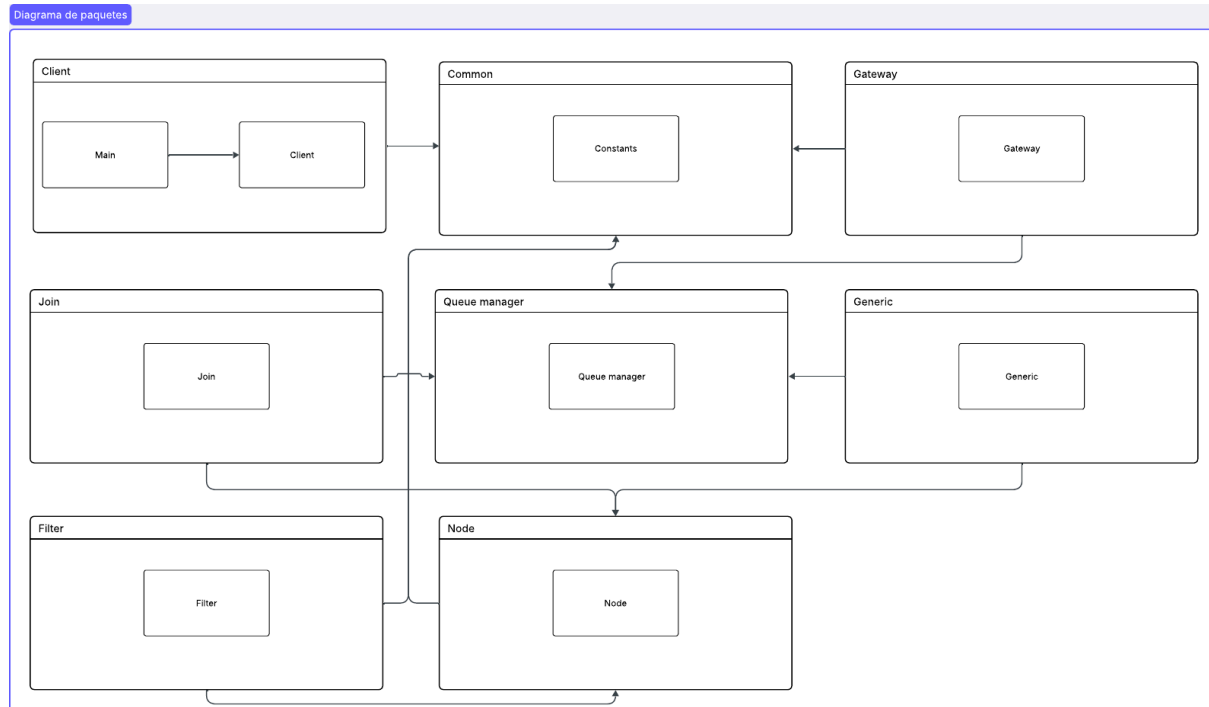 Diagrama de paquetes
Client
Main
Client
Common
Constants
Gateway
Gateway
Join
Join
Queue manager
Queue manager
Generic
Generic
Filter
Filter
Node
Node